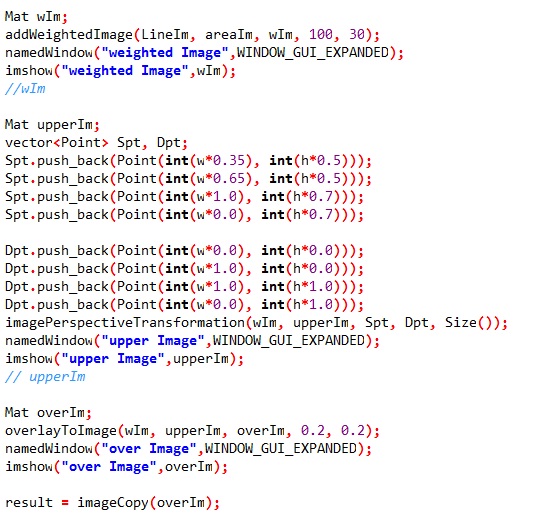 Mat wIm;
addWeightedImage(LineIm, areaIm, wIm, 100, 30);
namedWindow("weighted Image",WINDOW_GUI_EXPANDED);
imshow("weighted Image",wIm);
//wIm
Mat upperIm;
vector<Point> Spt, Dpt;
Spt.push_back(Point(int(w*0.35), int(h*0.5)));
Spt.push_back(Point(int(w*0.65), int(h*0.5)));
Spt.push_back(Point(int(w*1.0), int(h*0.7)));
Spt.push_back(Point(int(w*0.0), int(h*0.7)));
Dpt.push_back(Point(int(w*0.0), int(h*0.0)));
Dpt.push_back(Point(int(w*1.0), int(h*0.0)));
Dpt.push_back(Point(int(w*1.0), int(h*1.0)));
Dpt.push_back(Point(int(w*0.0), int(h*1.0)));
imagePerspectiveTransformation(wIm, upperIm, Spt, Dpt, Size());
namedWindow("upper Image",WINDOW_GUI_EXPANDED);
imshow("upper Image",upperIm);
// upperIm
Mat overIm;
overlayToImage(wIm, upperIm, overIm, 0.2, 0.2);
namedWindow("over Image",WINDOW_GUI_EXPANDED);
imshow("over Image",overIm);
result = imageCopy(overIm);